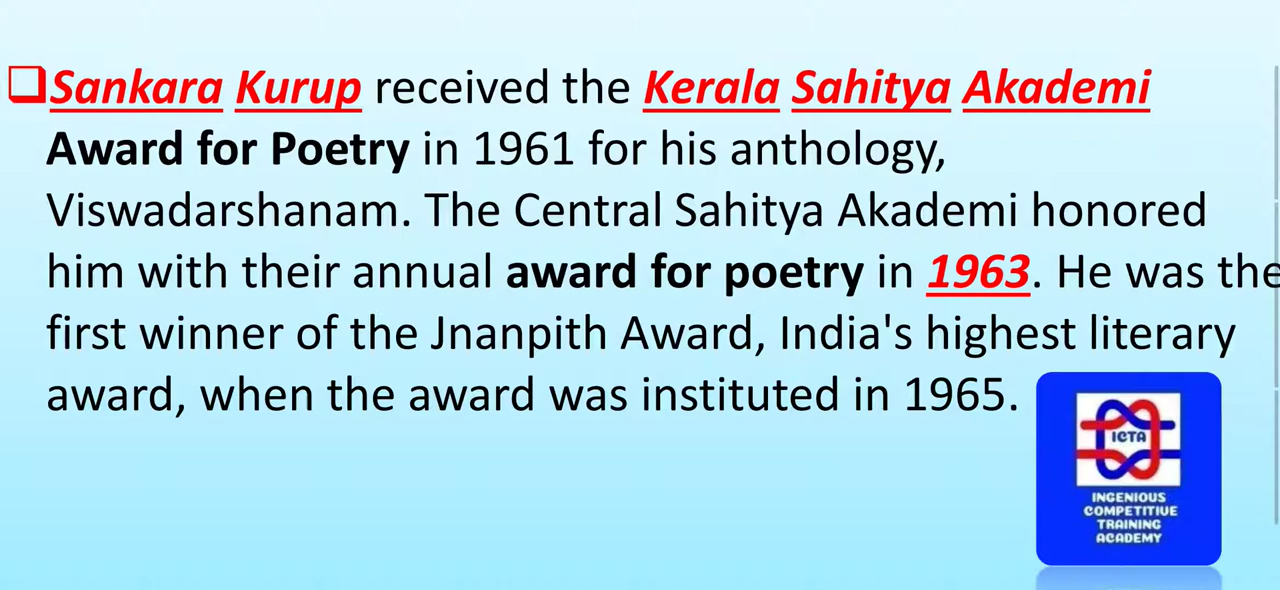 Sankara Kurup received the Kerala Sahitya Akademi
Award for Poetry in 1961 for his anthology,
Viswadarshanam. The Central Sahitya Akademi honored
him with their annual award for poetry in 1963. He was the
first winner of the Jnanpith Award, India's highest literary
award, when the award was instituted in 1965.
ICTA
INGENIOUS
COMPETITIVE
TRAINING
ACADEMY